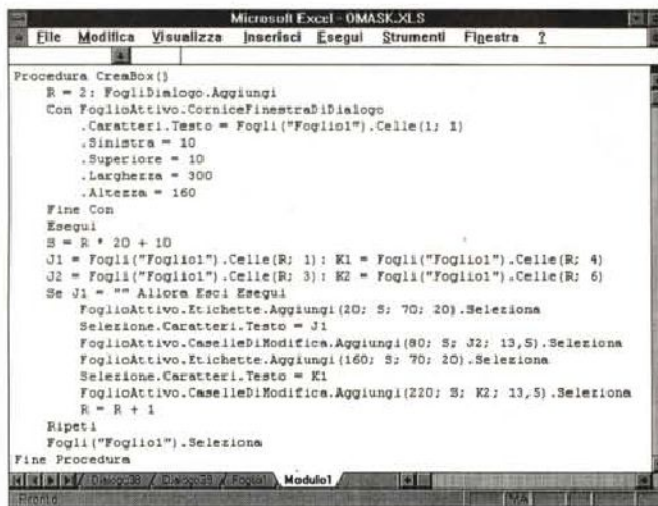 Microsoft Excel - OMASK.XLS
File Modifica Visualizza Inserisci Esegui Strumenti Finestra ?
Procedura CreaBox()
R = 2: FogliDialogo.Aggiungi
Con FoglioAttivo.CorniceFinestraDiDialogo
.Caratteri.Testo = Fogli("Foglio1").Celle(1; 1)
.Sinistra = 10
.Superiore = 10
.Larghezza = 300
.Altezza = 160
Fine Con
Esegui
S = R * 20 + 10
J1 = Fogli("Foglio1").Celle(R; 1): K1 = Fogli("Foglio1").Celle(R; 4)
J2 = Fogli("Foglio1").Celle(R; 3): K2 = Fogli("Foglio1").Celle(R; 6)
Se J1 = "" Allora Esci Esegui
FoglioAttivo.Etichette.Aggiungi(20; S; 70; 20).Seleziona
Selezione.Caratteri.Testo = J1
FoglioAttivo.CaselleDiModifica.Aggiungi(80; S; J2; 13,5).Seleziona
FoglioAttivo.Etichette.Aggiungi(160; S; 70; 20).Seleziona
Selezione.Caratteri.Testo = K1
FoglioAttivo.CaselleDiModifica.Aggiungi(220; S; K2; 13,5).Seleziona
R = R + 1
Ripeti
Fogli("Foglio1").Seleziona
Fine Procedura
Dialogo38 Dialogo39 Foglio1 Modulo1
Pronto MA